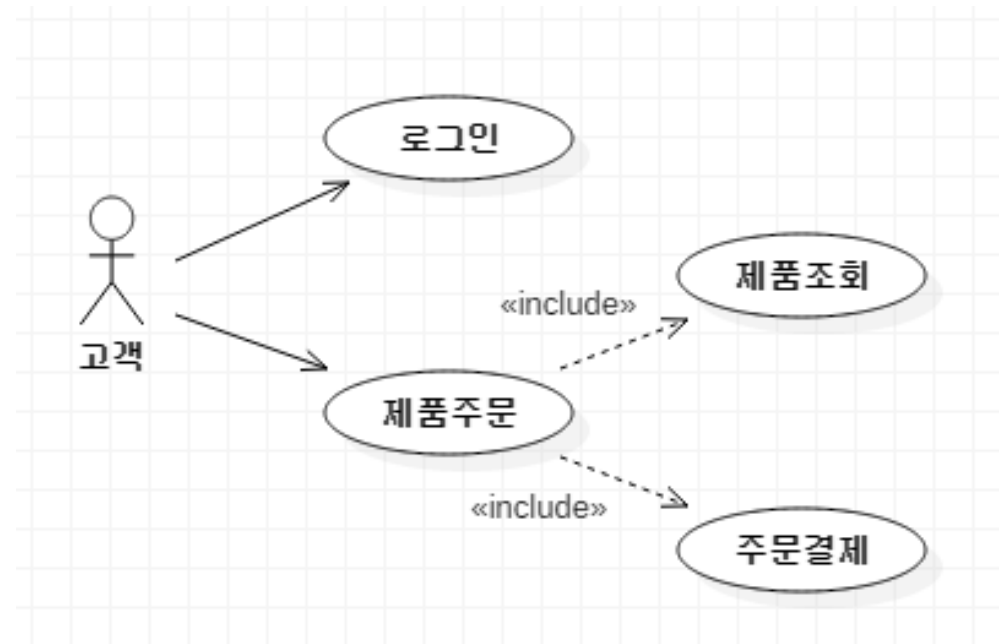 로그인
제품조회
«include»
고객
제품주문
«include»
주문결제